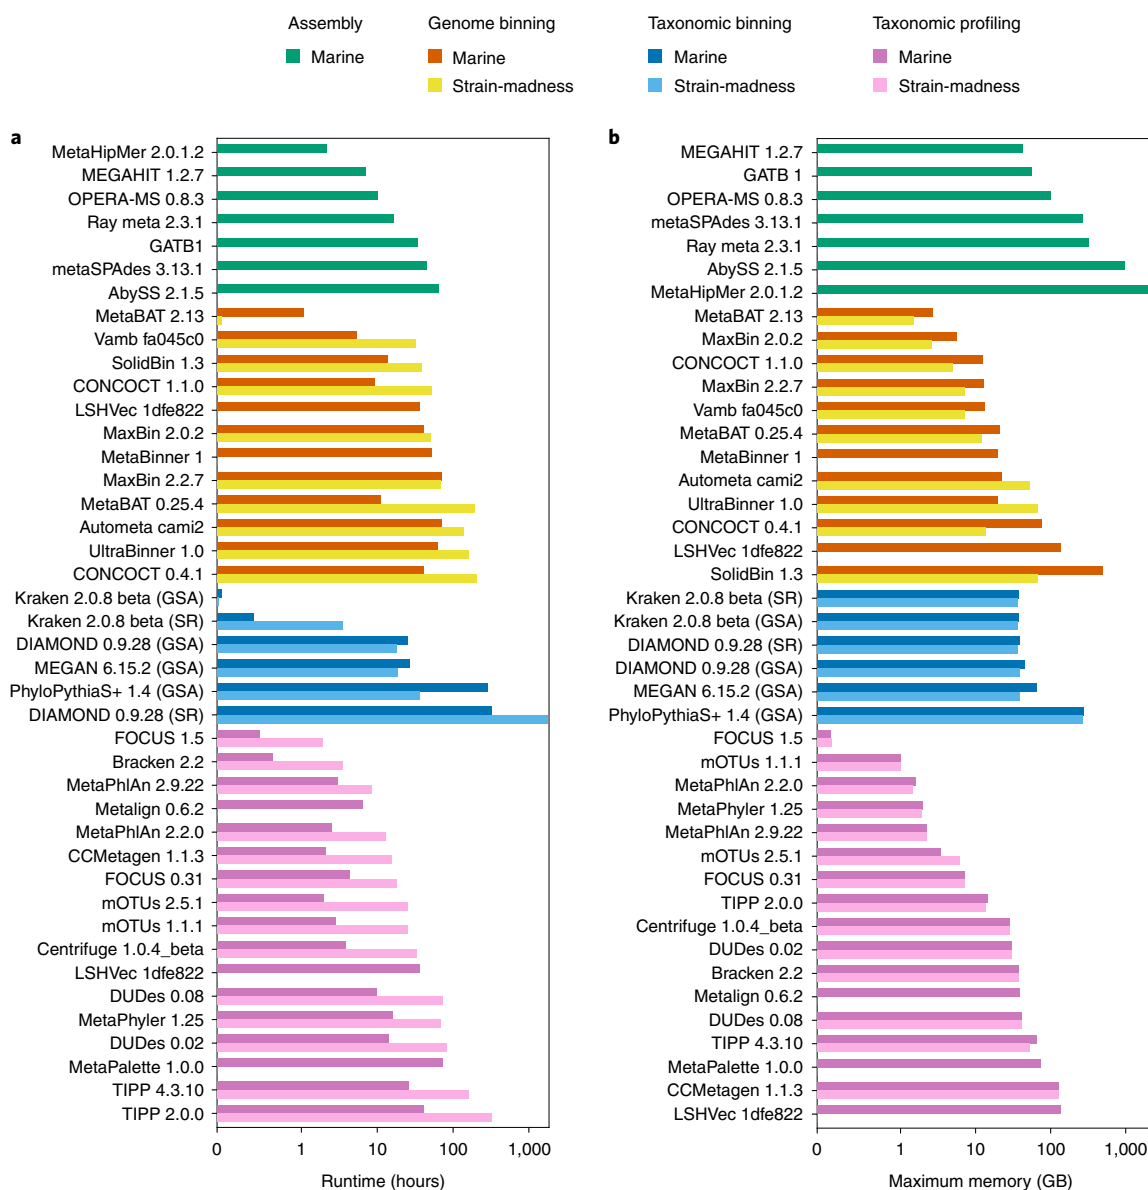 Assembly
Marine
Genome binning
Marine
Strain-madness
Taxonomic binning
Marine
Strain-madness
Taxonomic profiling
Marine
Strain-madness
a
MetaHipMer 2.0.1.2
MEGAHIT 1.2.7
OPERA-MS 0.8.3
Ray meta 2.3.1
GATB1
metaSPAdes 3.13.1
AbySS 2.1.5
MetaBAT 2.13
Vamb fa045c0
SolidBin 1.3
CONCOCT 1.1.0
LSHVec 1dfe822
MaxBin 2.0.2
MetaBinner 1
MaxBin 2.2.7
MetaBAT 0.25.4
Autometa cami2
UltraBinner 1.0
CONCOCT 0.4.1
Kraken 2.0.8 beta (GSA)
Kraken 2.0.8 beta (SR)
DIAMOND 0.9.28 (GSA)
MEGAN 6.15.2 (GSA)
PhyloPythiaS+ 1.4 (GSA)
DIAMOND 0.9.28 (SR)
FOCUS 1.5
Bracken 2.2
MetaPhlAn 2.9.22
Metalign 0.6.2
MetaPhlAn 2.2.0
CCMetagen 1.1.3
FOCUS 0.31
mOTUs 2.5.1
mOTUs 1.1.1
Centrifuge 1.0.4_beta
LSHVec 1dfe822
DUDes 0.08
MetaPhyler 1.25
DUDes 0.02
MetaPalette 1.0.0
TIPP 4.3.10
TIPP 2.0.0
0 1 10 100 1,000
Runtime (hours)
b
MEGAHIT 1.2.7
GATB 1
OPERA-MS 0.8.3
metaSPAdes 3.13.1
Ray meta 2.3.1
AbySS 2.1.5
MetaHipMer 2.0.1.2
MetaBAT 2.13
MaxBin 2.0.2
CONCOCT 1.1.0
MaxBin 2.2.7
Vamb fa045c0
MetaBAT 0.25.4
MetaBinner 1
Autometa cami2
UltraBinner 1.0
CONCOCT 0.4.1
LSHVec 1dfe822
SolidBin 1.3
Kraken 2.0.8 beta (SR)
Kraken 2.0.8 beta (GSA)
DIAMOND 0.9.28 (SR)
DIAMOND 0.9.28 (GSA)
MEGAN 6.15.2 (GSA)
PhyloPythiaS+ 1.4 (GSA)
FOCUS 1.5
mOTUs 1.1.1
MetaPhlAn 2.2.0
MetaPhyler 1.25
MetaPhlAn 2.9.22
mOTUs 2.5.1
FOCUS 0.31
TIPP 2.0.0
Centrifuge 1.0.4_beta
DUDes 0.02
Bracken 2.2
Metalign 0.6.2
DUDes 0.08
TIPP 4.3.10
MetaPalette 1.0.0
CCMetagen 1.1.3
LSHVec 1dfe822
0 1 10 100 1,000
Maximum memory (GB)